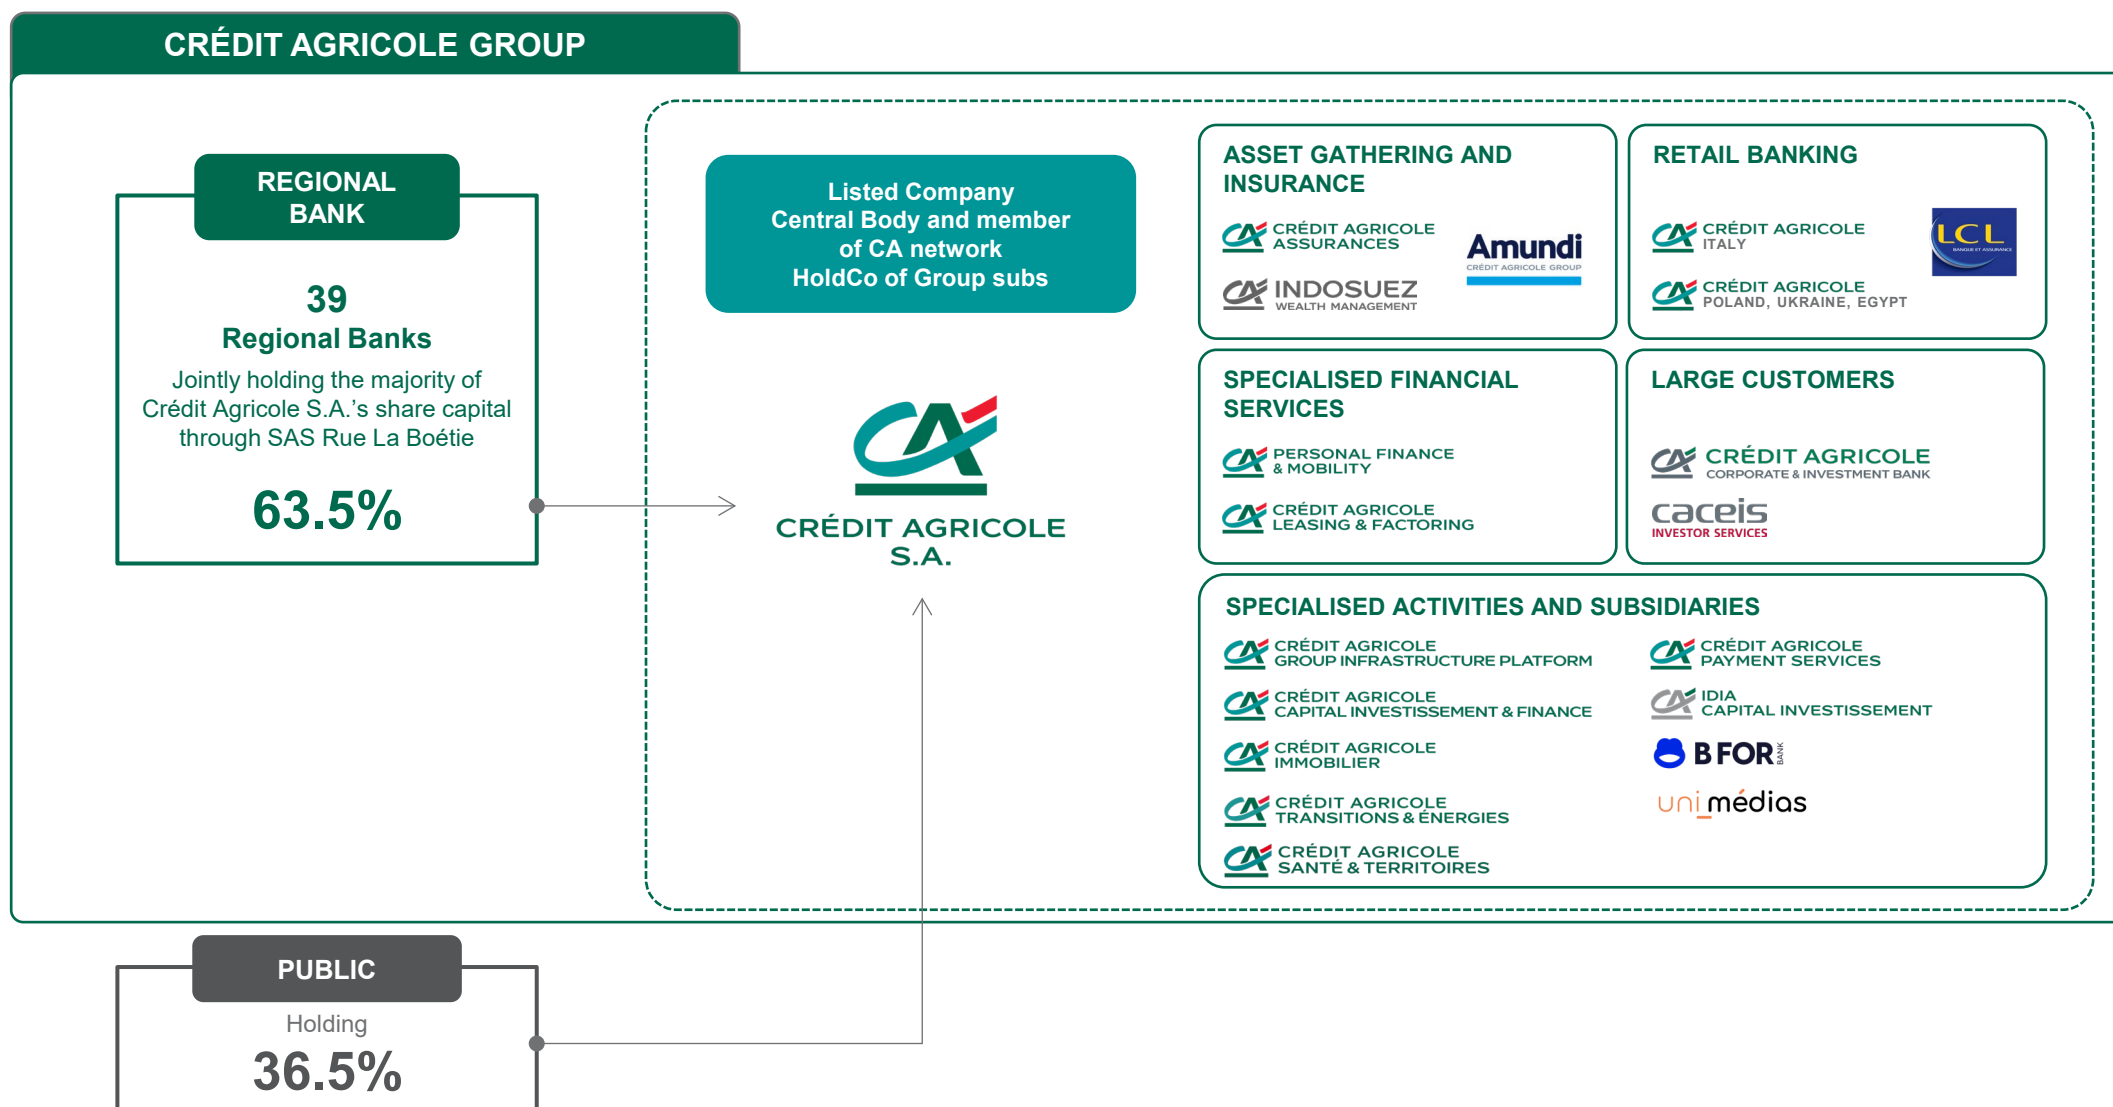 CRÉDIT AGRICOLE GROUP
REGIONAL
BANK
39
Regional Banks
Jointly holding the majority of
Crédit Agricole S.A.’s share capital
through SAS Rue La Boétie
63.5%
Listed Company
Central Body and member
of CA network
HoldCo of Group subs
CRÉDIT AGRICOLE
S.A.
ASSET GATHERING AND
INSURANCE
CRÉDIT AGRICOLE
ASSURANCES
Amundi
CRÉDIT AGRICOLE GROUP
INDOSUEZ
WEALTH MANAGEMENT
RETAIL BANKING
CRÉDIT AGRICOLE
ITALY
LCL
BANQUE ET ASSURANCE
CRÉDIT AGRICOLE
POLAND, UKRAINE, EGYPT
SPECIALISED FINANCIAL
SERVICES
PERSONAL FINANCE
& MOBILITY
CRÉDIT AGRICOLE
LEASING & FACTORING
LARGE CUSTOMERS
CRÉDIT AGRICOLE
CORPORATE & INVESTMENT BANK
caceis
INVESTOR SERVICES
SPECIALISED ACTIVITIES AND SUBSIDIARIES
CRÉDIT AGRICOLE
GROUP INFRASTRUCTURE PLATFORM
CRÉDIT AGRICOLE
CAPITAL INVESTISSEMENT & FINANCE
CRÉDIT AGRICOLE
IMMOBILIER
CRÉDIT AGRICOLE
TRANSITIONS & ÉNERGIES
CRÉDIT AGRICOLE
SANTÉ & TERRITOIRES
CRÉDIT AGRICOLE
PAYMENT SERVICES
IDIA
CAPITAL INVESTISSEMENT
B FOR BANK
uni_médias
PUBLIC
Holding
36.5%